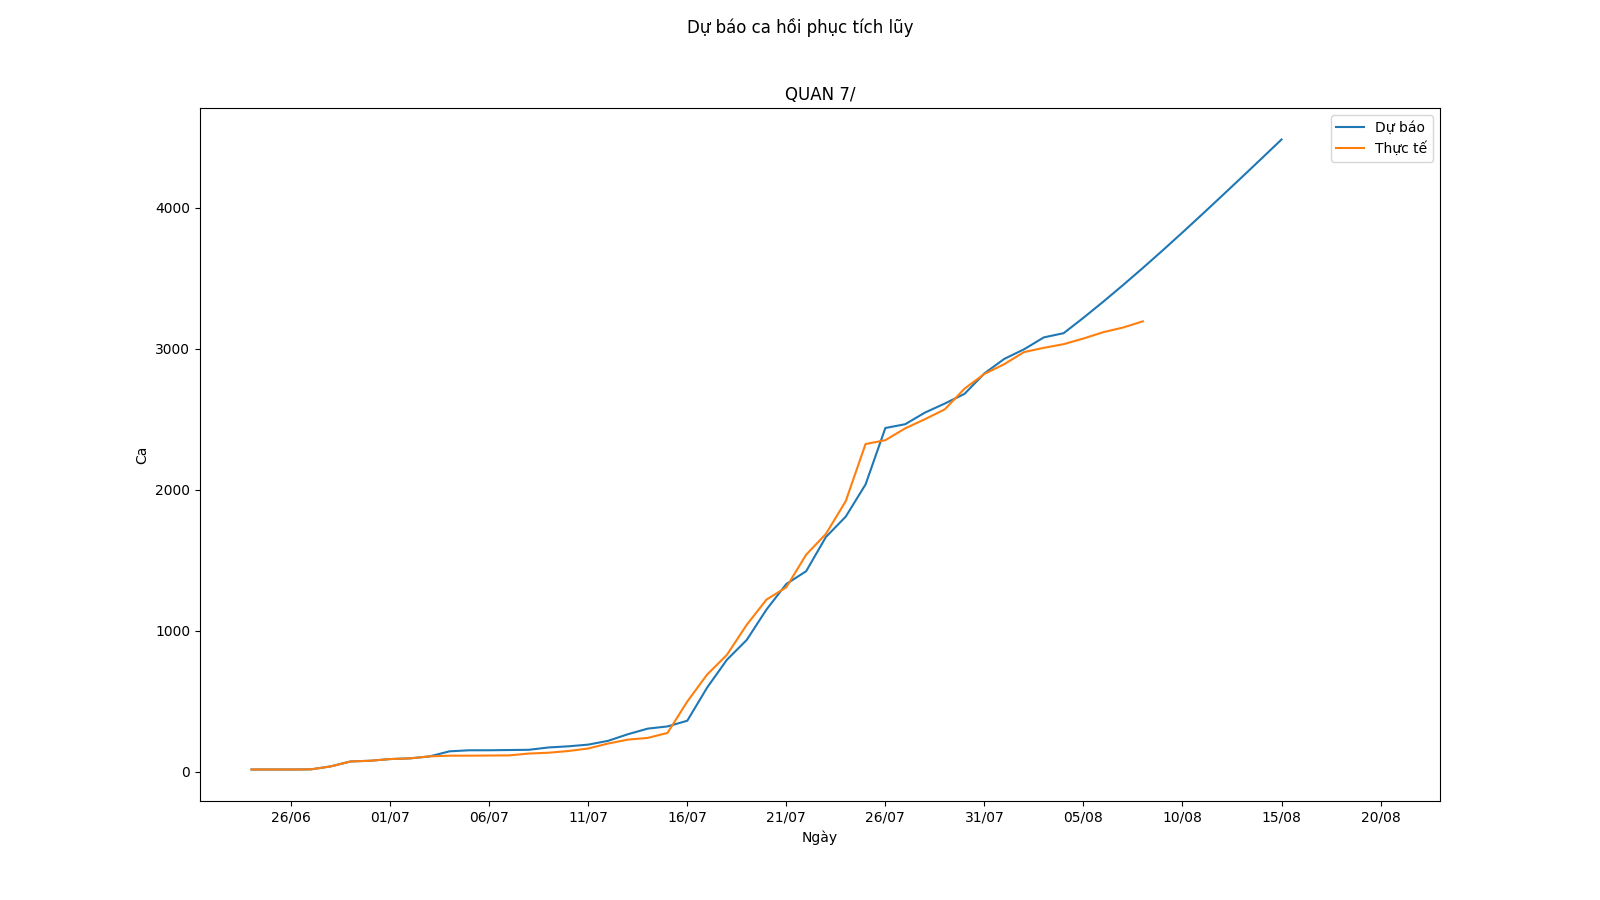 Dự báo ca hồi phục tích lũy
QUAN 7/
Dự báo
Thực tế
4000
3000
2000
1000
0
Ca
26/06
01/07
06/07
11/07
16/07
21/07
26/07
31/07
05/08
10/08
15/08
20/08
Ngày